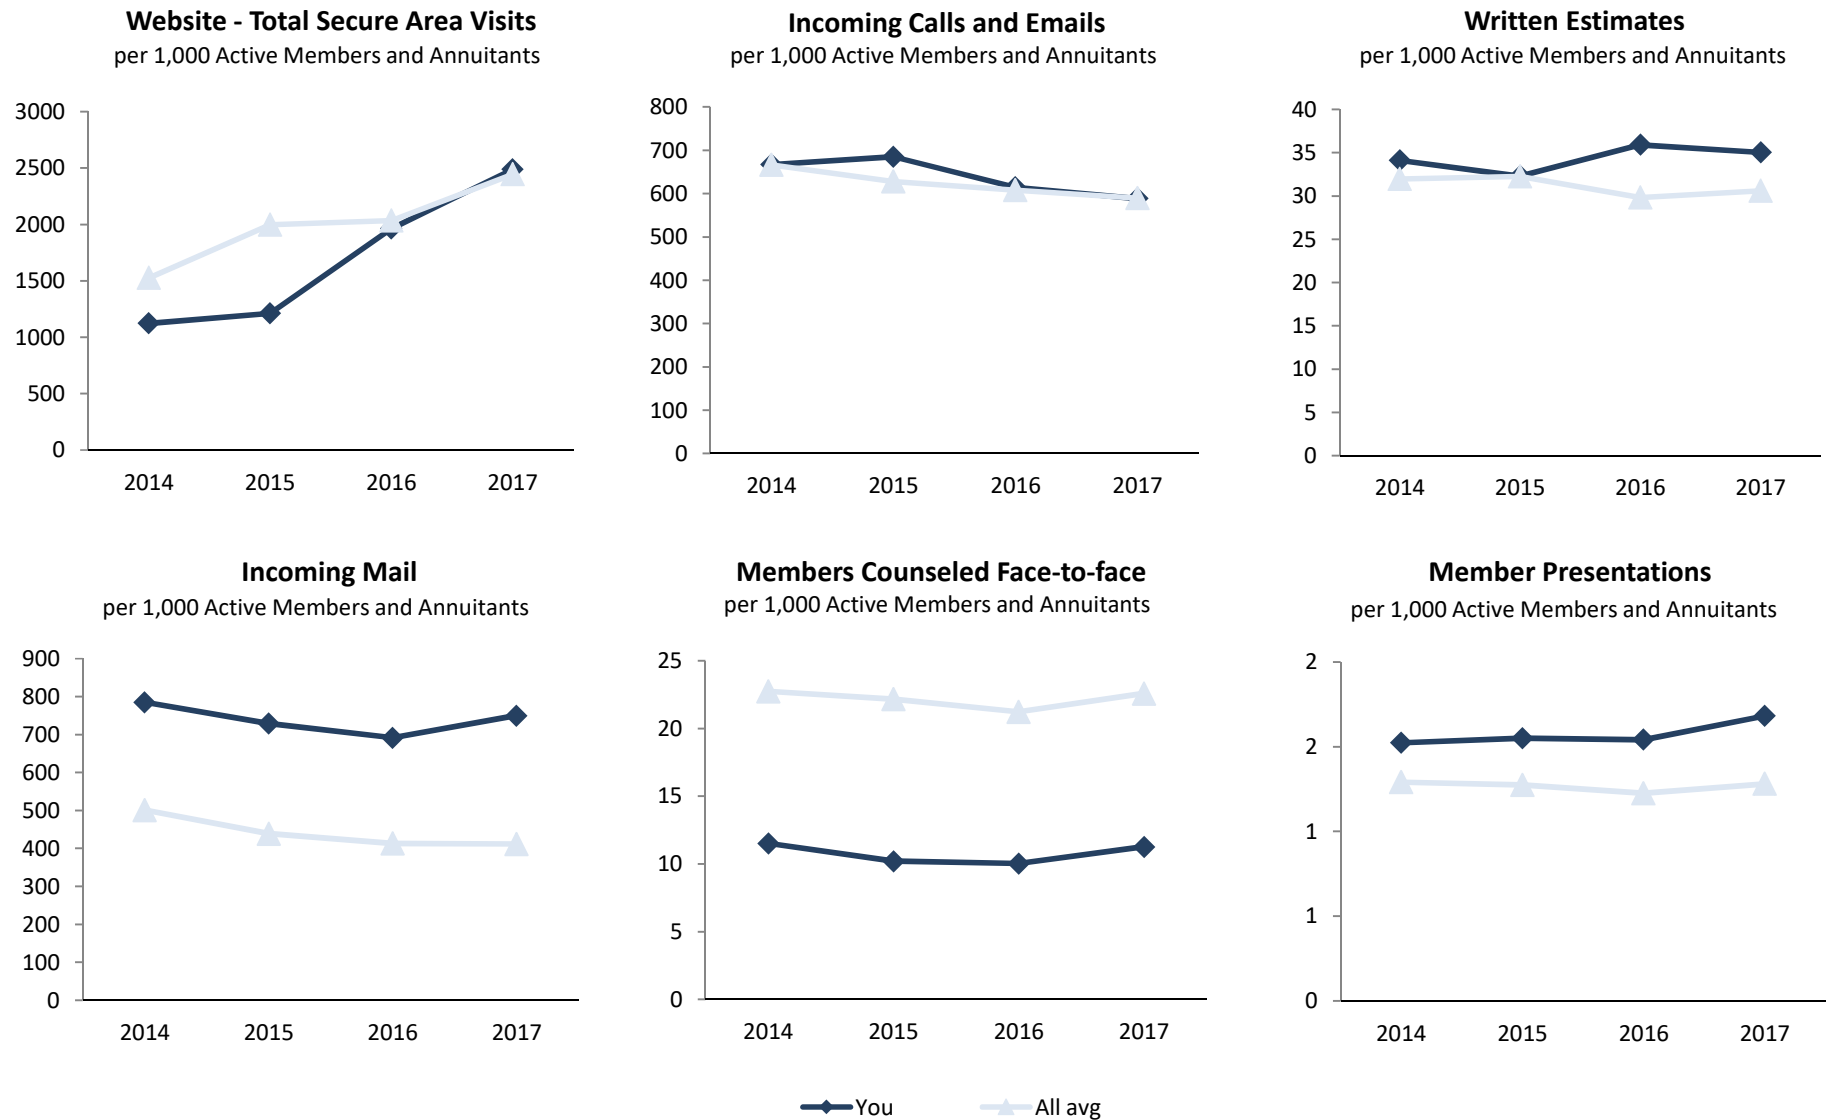 Website - Total Secure Area Visits
per 1,000 Active Members and Annuitants
3000
2500
2000
1500
1000
500
0
2014 2015 2016 2017
Incoming Calls and Emails
per 1,000 Active Members and Annuitants
800
700
600
500
400
300
200
100
0
2014 2015 2016 2017
Written Estimates
per 1,000 Active Members and Annuitants
40
35
30
25
20
15
10
5
0
2014 2015 2016 2017
Incoming Mail
per 1,000 Active Members and Annuitants
900
800
700
600
500
400
300
200
100
0
2014 2015 2016 2017
Members Counseled Face-to-face
per 1,000 Active Members and Annuitants
25
20
15
10
5
0
2014 2015 2016 2017
Member Presentations
per 1,000 Active Members and Annuitants
2
2
1
1
0
2014 2015 2016 2017
You All avg